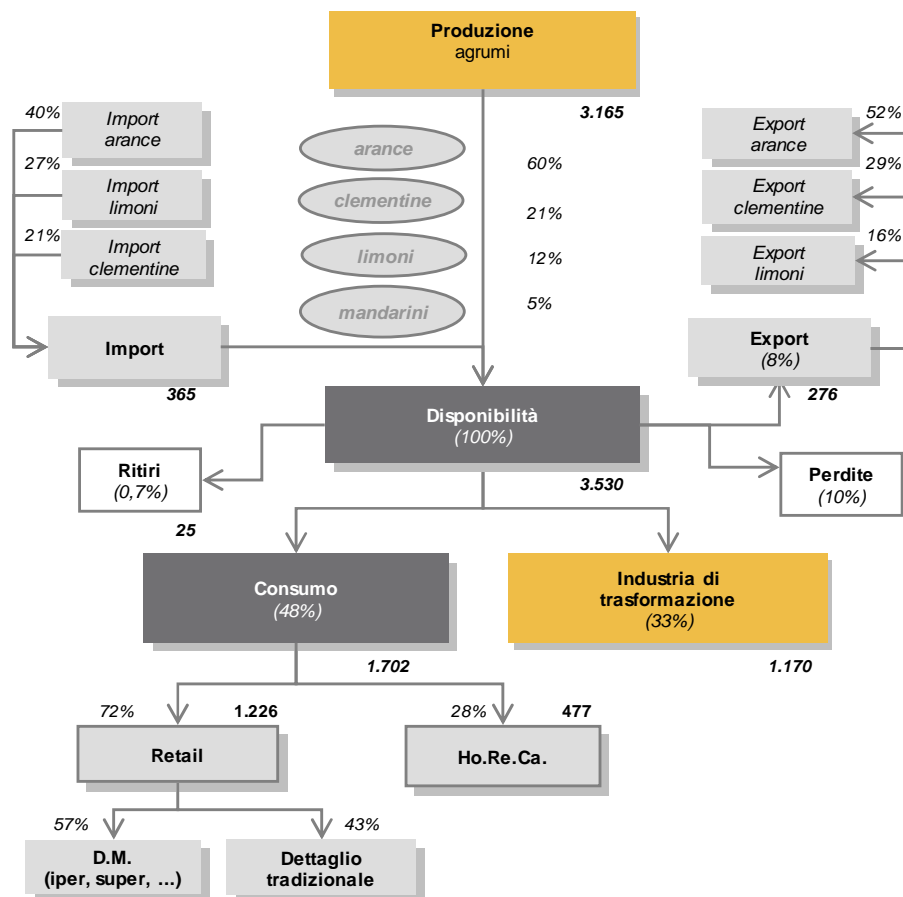 Produzione
agrumi
3.165
40%
Import
arance
27%
Import
limoni
21%
Import
clementine
Import
365
arance
60%
clementine
21%
limoni
12%
mandarini
5%
52%
Export
arance
29%
Export
clementine
16%
Export
limoni
Export
(8%)
276
Disponibilità
(100%)
3.530
Ritiri
(0,7%)
25
Perdite
(10%)
Consumo
(48%)
1.702
Industria di
trasformazione
(33%)
1.170
72%
1.226
Retail
28%
477
Ho.Re.Ca.
57%
D.M.
(iper, super, ...)
43%
Dettaglio
tradizionale